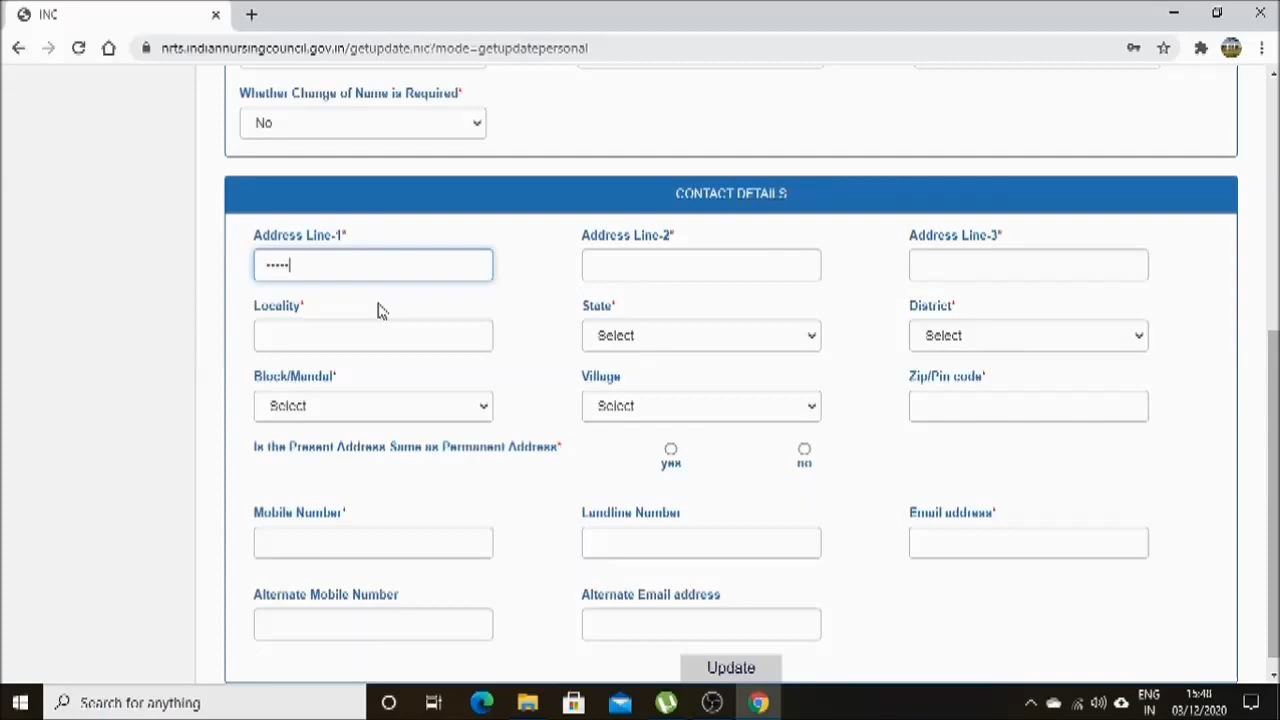 INC
nrts.indiannursingcouncil.gov.in/getupdate.nic/mode=getupdatepersonal
Whether Change of Name is Required*
No
CONTACT DETAILS
Address Line-1* Address Line-2* Address Line-3*
-----
Locality* State* District*
Select Select
Block/Mandal* Village Zip/Pin code*
Select Select
Is the Present Address Same as Permanent Address*
yes no
Mobile Number* Landline Number Email address*
Alternate Mobile Number Alternate Email address
Update
Search for anything
ENG 15:48
IN 03/12/2020